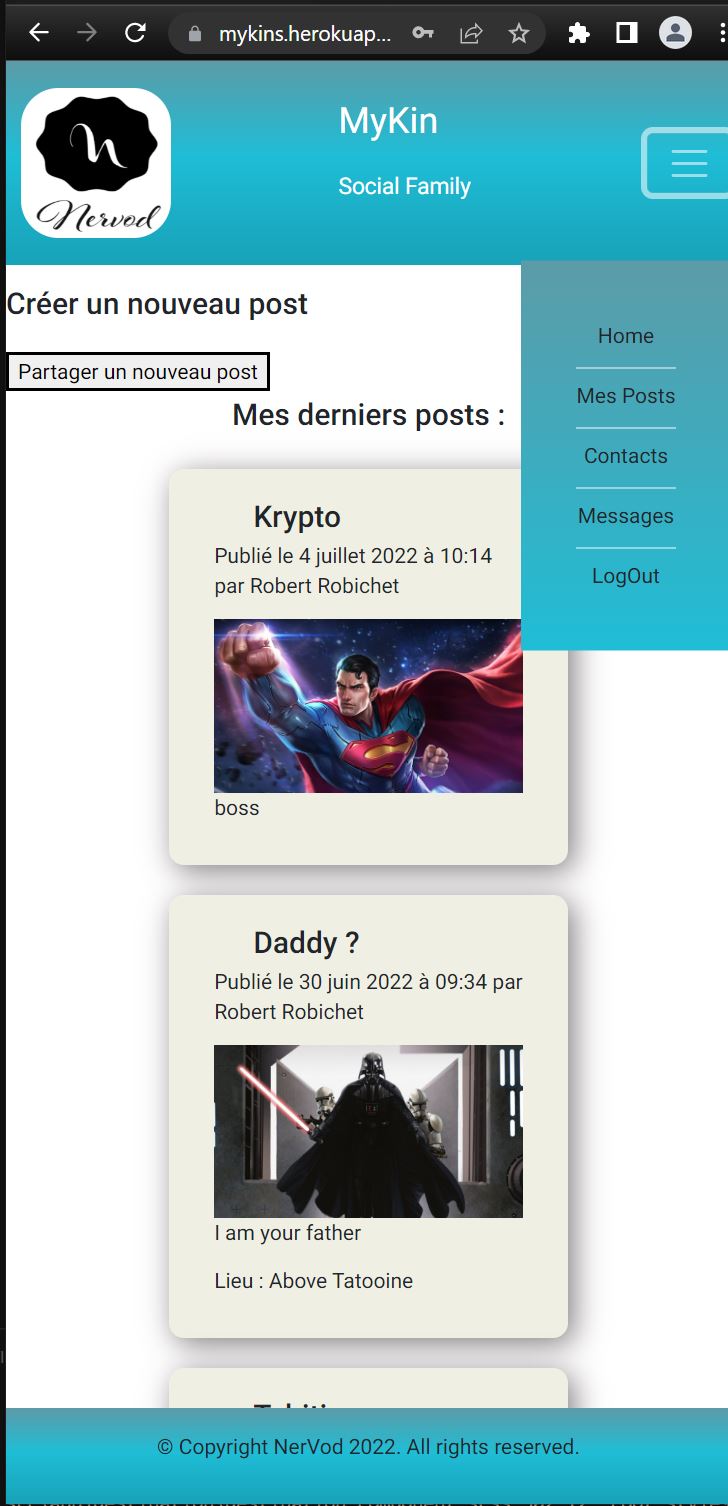 mykins.herokuap...
n
Nervod
MyKin
Social Family
Créer un nouveau post
Partager un nouveau post
Home
Mes Posts
Contacts
Messages
LogOut
Mes derniers posts :
Krypto
Publié le 4 juillet 2022 à 10:14
par Robert Robichet
boss
Daddy ?
Publié le 30 juin 2022 à 09:34 par
Robert Robichet
I am your father
Lieu : Above Tatooine
© Copyright NerVod 2022. All rights reserved.